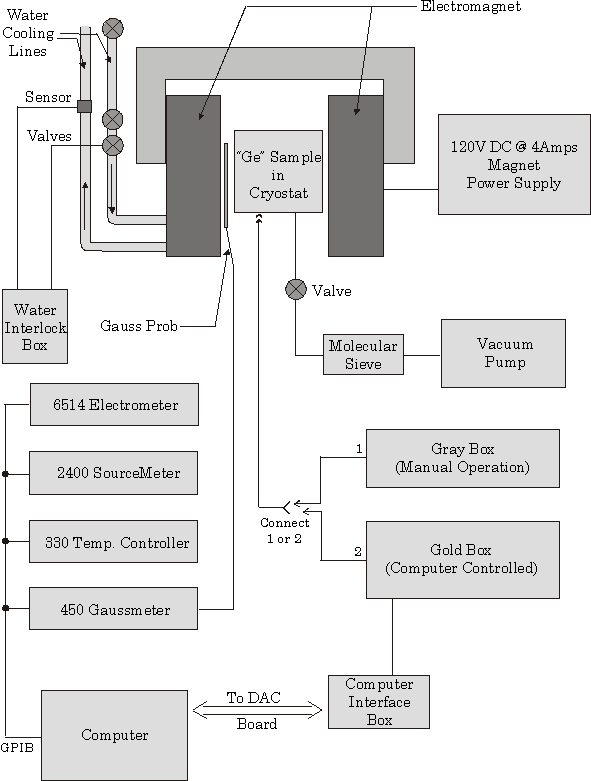 Water
Cooling
Lines
Electromagnet
Sensor
Valves
"Ge" Sample
in
Cryostat
120V DC @ 4Amps
Magnet
Power Supply
Water
Interlock
Box
Gauss Prob
Valve
Molecular
Sieve
Vacuum
Pump
6514 Electrometer
2400 SourceMeter
330 Temp. Controller
450 Gaussmeter
1
Gray Box
(Manual Operation)
Connect
1 or 2
2
Gold Box
(Computer Controlled)
GPIB
Computer
To DAC
Board
Computer
Interface
Box